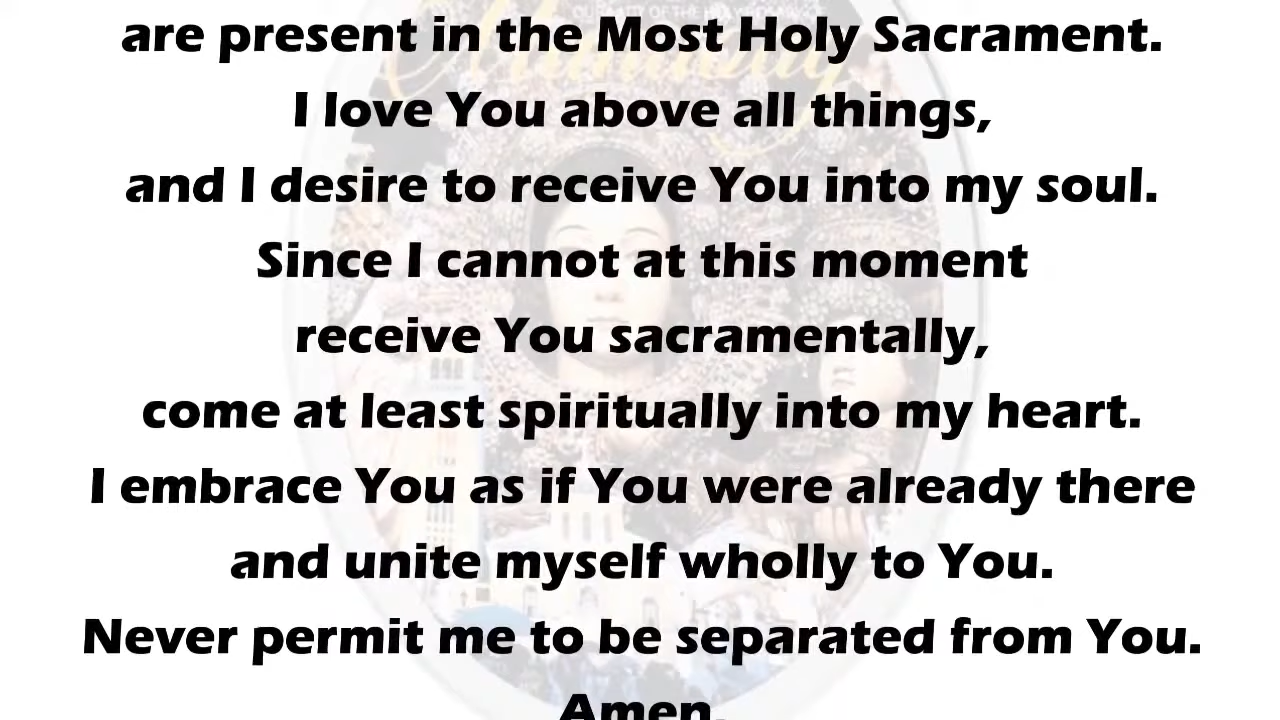 are present in the Most Holy Sacrament.
I love You above all things,
and I desire to receive You into my soul.
Since I cannot at this moment
receive You sacramentally,
come at least spiritually into my heart.
I embrace You as if You were already there
and unite myself wholly to You.
Never permit me to be separated from You.
Amen.